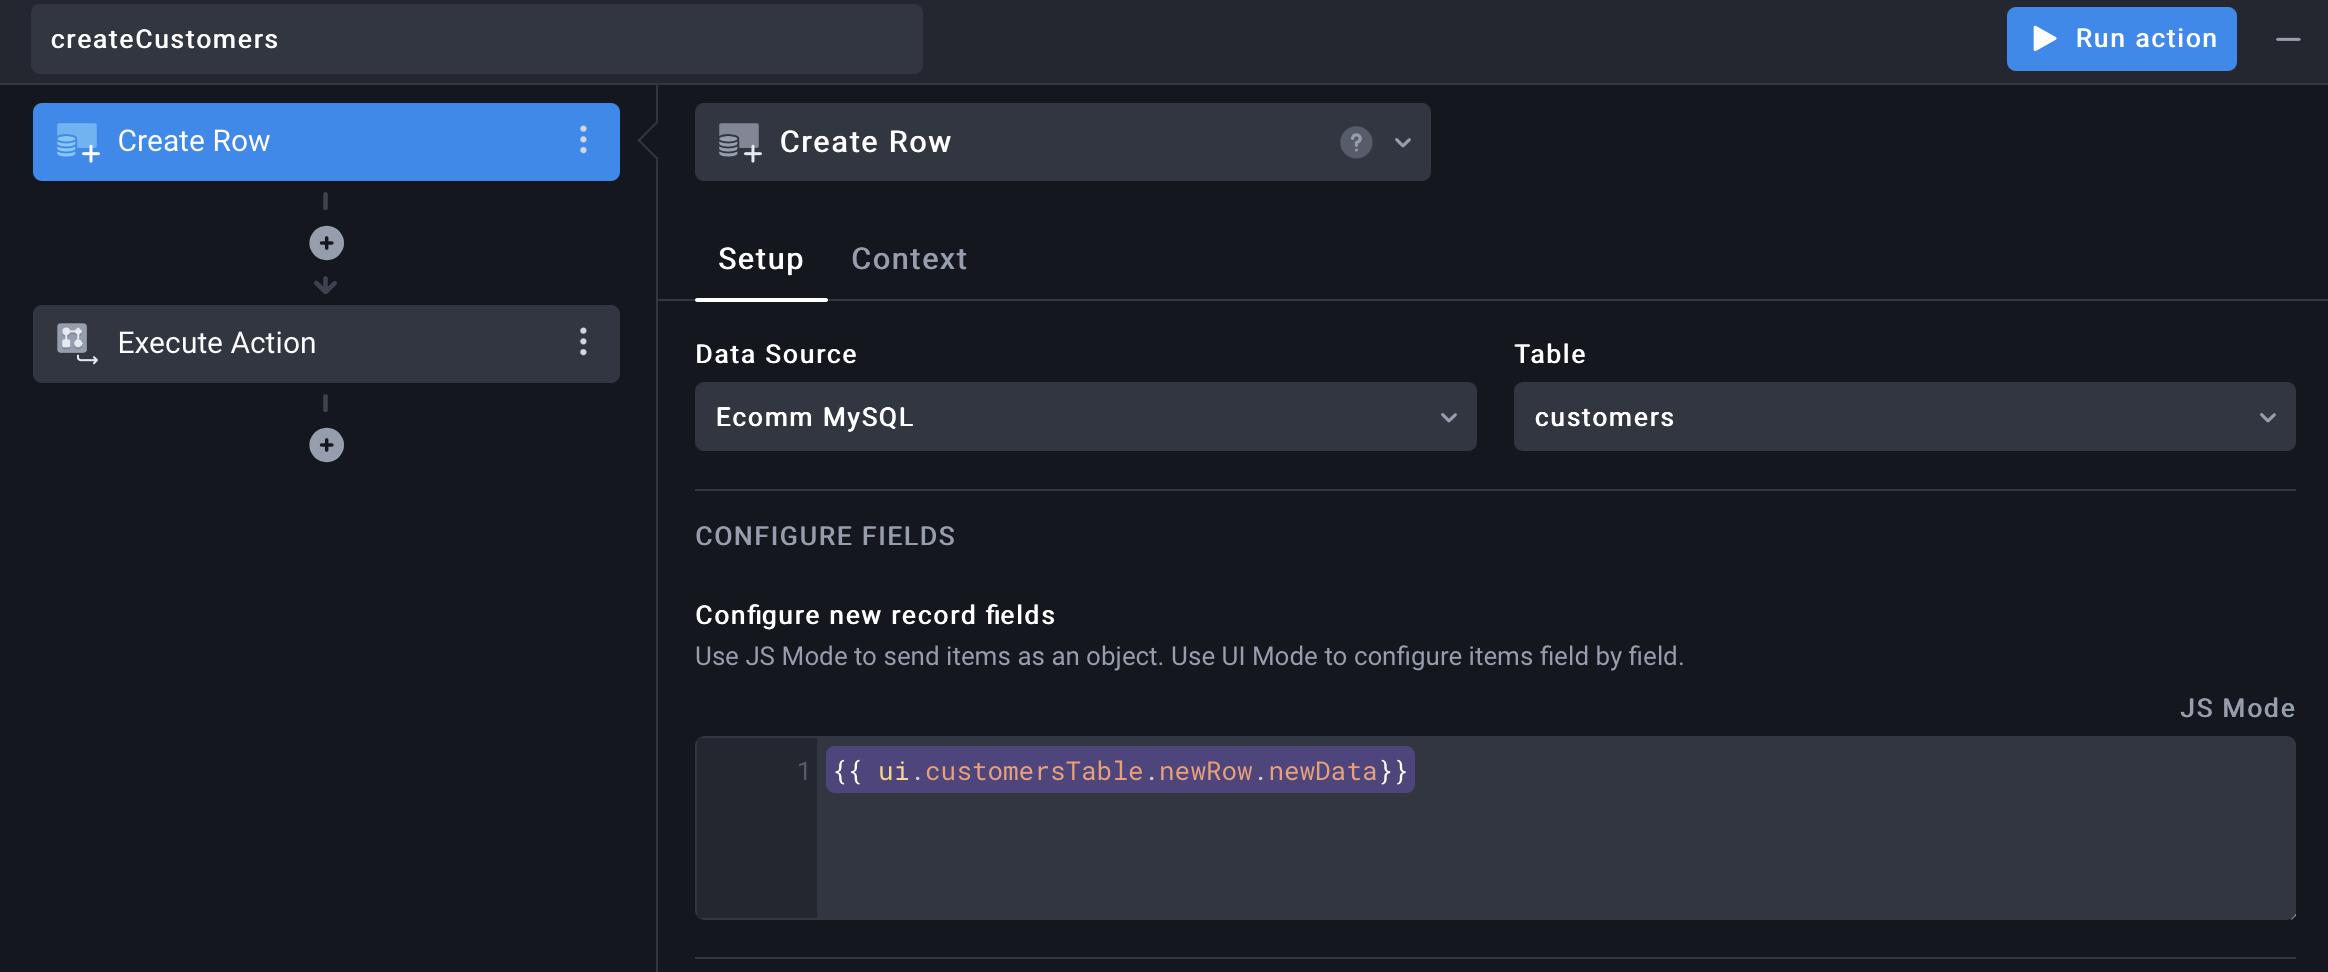 createCustomers
Run action
Create Row
Execute Action
Create Row
?
Setup Context
Data Source
Table
Ecomm MySQL
customers
CONFIGURE FIELDS
Configure new record fields
Use JS Mode to send items as an object. Use UI Mode to configure items field by field.
JS Mode
1 {{ ui.customersTable.newRow.newData}}